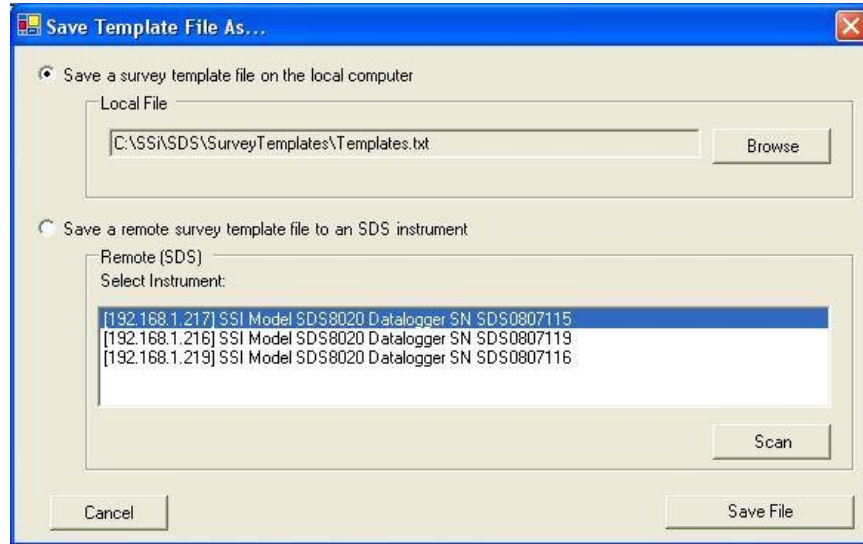 Save Template File As...
Save a survey template file on the local computer
Local File
C:\SSi\SDS\SurveyTemplates\Templates.txt
Browse
Save a remote survey template file to an SDS instrument
Remote (SDS)
Select Instrument:
[192.168.1.217] SSI Model SDS8020 Datalogger SN SDS0807115
[192.168.1.216] SSI Model SDS8020 Datalogger SN SDS0807119
[192.168.1.219] SSI Model SDS8020 Datalogger SN SDS0807116
Scan
Cancel
Save File